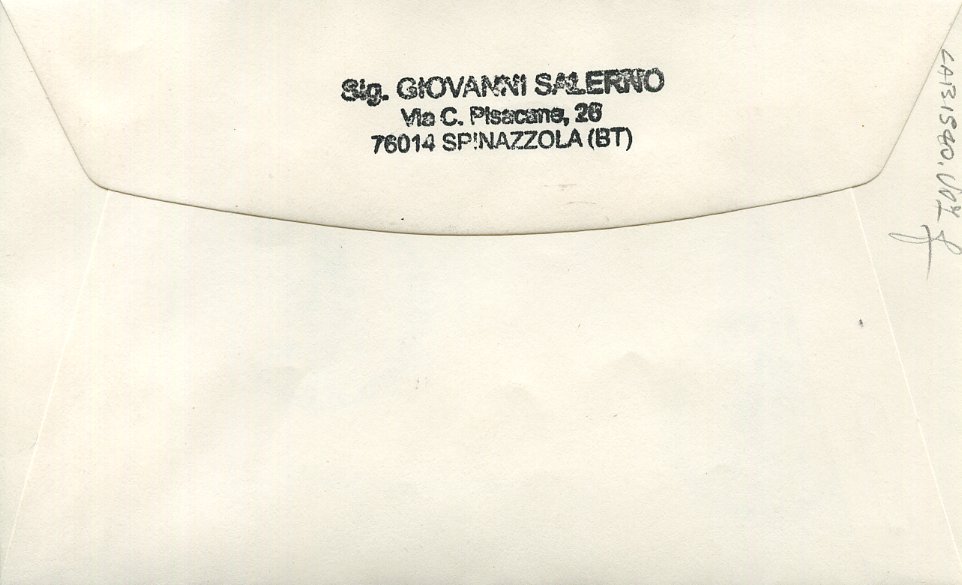 Sig. GIOVANNI SALERNO
Via C. Pisacane, 26
76014 SPINAZZOLA (BT)